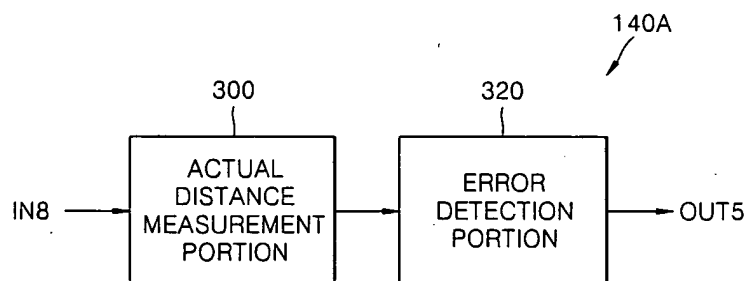 140A
300
320
IN8
ACTUAL
DISTANCE
MEASUREMENT
PORTION
ERROR
DETECTION
PORTION
OUT5